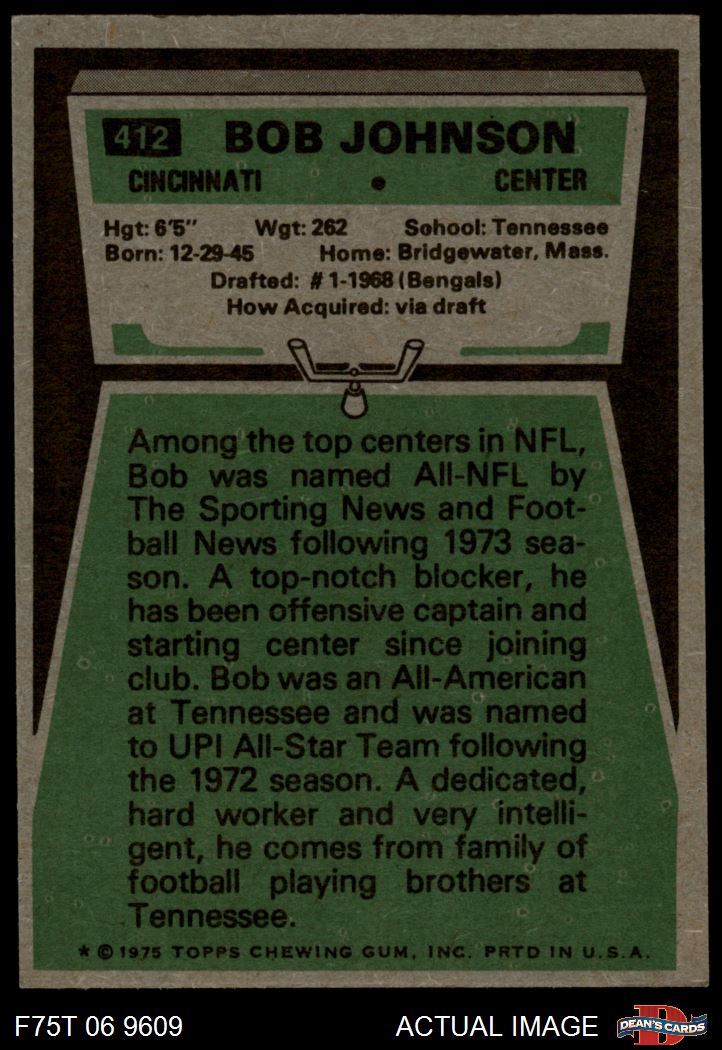 412 BOB JOHNSON
CINCINNATI • CENTER
Hgt: 6'5" Wgt: 262 School: Tennessee
Born: 12-29-45 Home: Bridgewater, Mass.
Drafted: #1-1968 (Bengals)
How Acquired: via draft
Among the top centers in NFL,
Bob was named All-NFL by
The Sporting News and Foot-
ball News following 1973 sea-
son. A top-notch blocker, he
has been offensive captain and
starting center since joining
club. Bob was an All-American
at Tennessee and was named
to UPI All-Star Team following
the 1972 season. A dedicated,
hard worker and very intelli-
gent, he comes from family of
football playing brothers at
Tennessee.
* © 1975 TOPPS CHEWING GUM, INC. PRTD IN U.S.A.
F75T 06 9609 ACTUAL IMAGE D DEAN'S CARDS